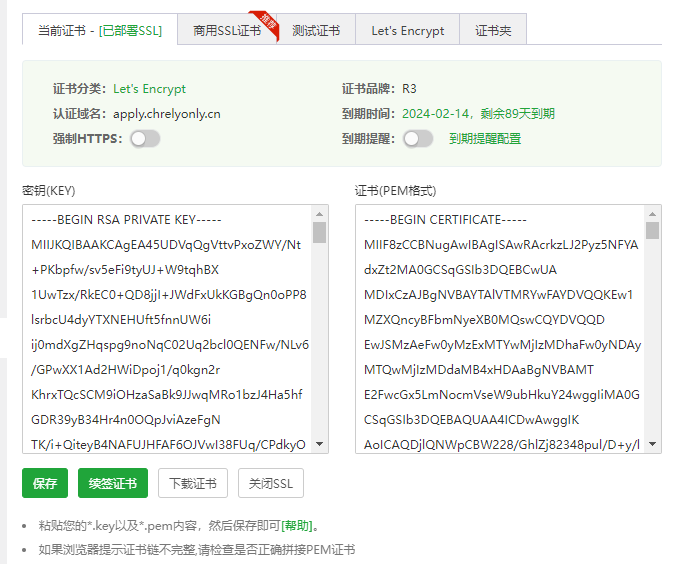 当前证书 - [已部署SSL]
商用SSL证书
推荐
测试证书
Let's Encrypt
证书夹
证书分类： Let's Encrypt
证书品牌： R3
认证域名： apply.chrelyonly.cn
到期时间： 2024-02-14，剩余89天到期
强制HTTPS：
到期提醒： 到期提醒配置
密钥(KEY)
-----BEGIN RSA PRIVATE KEY-----
MIIJKQIBAAKCAgEA45UDVqQgVttvPxoZWY/Nt
+PKbpfw/sv5eFi9tyUJ+W9tqhBX
1UwTzx/RkEC0+QD8jjI+JWdFxUkKGBgQn0oPP8
lsrbcU4dyYTXNEHUft5fnnUW6i
ij0mdXgZHqspg9noNqC02Uq2bcl0QENFw/NLv6
/GPwXX1Ad2HWiDpoj1/q0kgn2r
KhrxTQcSCM9iOHzaSaBk9JJwqMRo1bzJ4Ha5hf
GDR39yB34Hr4n0OQpJviAzeFgN
TK/i+QiteyB4NAFUJHFAF6OJVwI38FUq/CPdkyO
证书(PEM格式)
-----BEGIN CERTIFICATE-----
MIIF8zCCBNugAwIBAgISAwRAcrkzLJ2Pyz5NFYA
dxZt2MA0GCSqGSIb3DQEBCwUA
MDIxCzAJBgNVBAYTAlVTMRYwFAYDVQQKEw1
MZXQncyBFbmNyeXB0MQswCQYDVQQD
EwJSMzAeFw0yMzExMTYwMjIzMDhaFw0yNDAy
MTQwMjIzMDdaMB4xHDAaBgNVBAMT
E2FwcGx5LmNocmVseW9ubHkuY24wggIiMA0G
CSqGSIb3DQEBAQUAA4ICDwAwggIK
AoICAQDjlQNWpCBW228/GhlZj82348pul/D+y/l
保存
续签证书
下载证书
关闭SSL
粘贴您的*.key以及*.pem内容，然后保存即可[帮助]。
如果浏览器提示证书链不完整,请检查是否正确拼接PEM证书